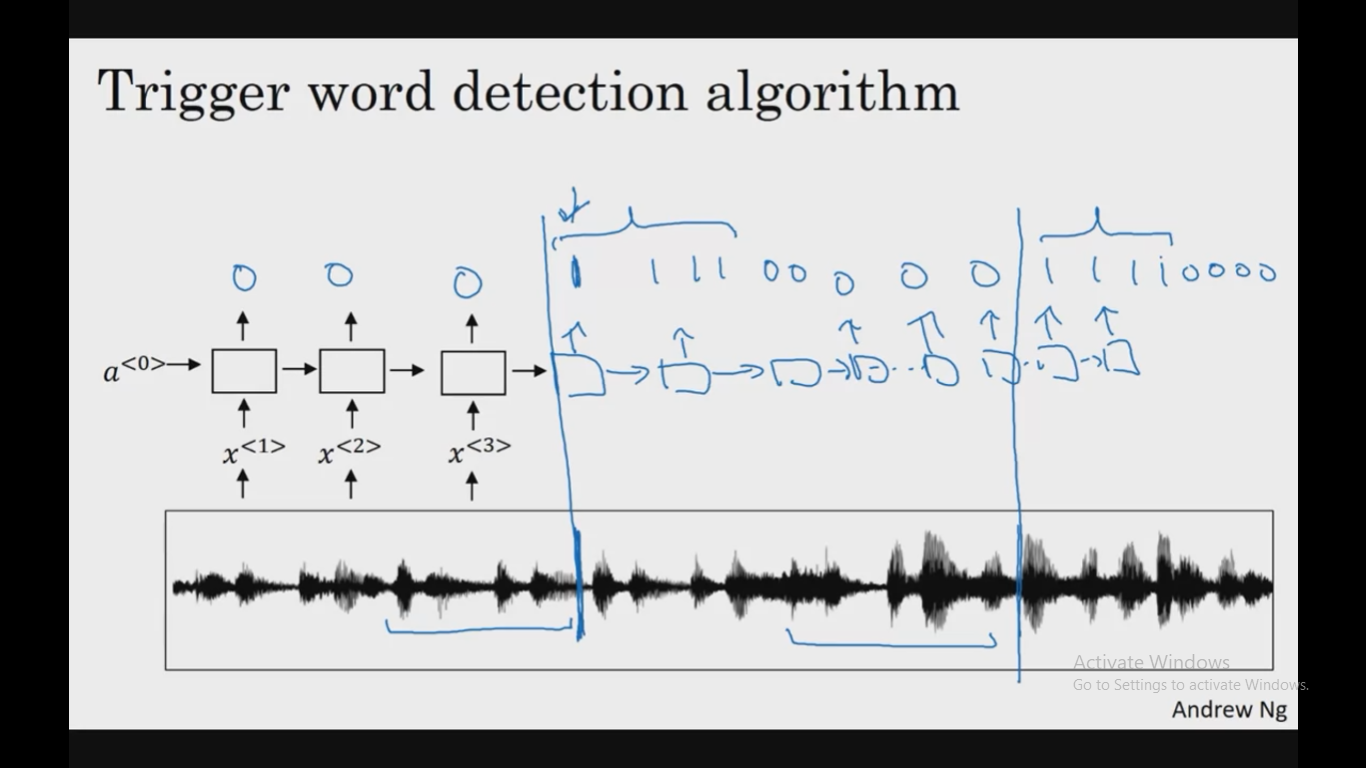 Trigger word detection algorithm
0 0 0 1 1 1 1 0 0 0 0 0 1 1 1 1 0 0 0 0
a<0>
x<1> x<2> x<3>
Activate Windows
Go to Settings to activate Windows.
Andrew Ng